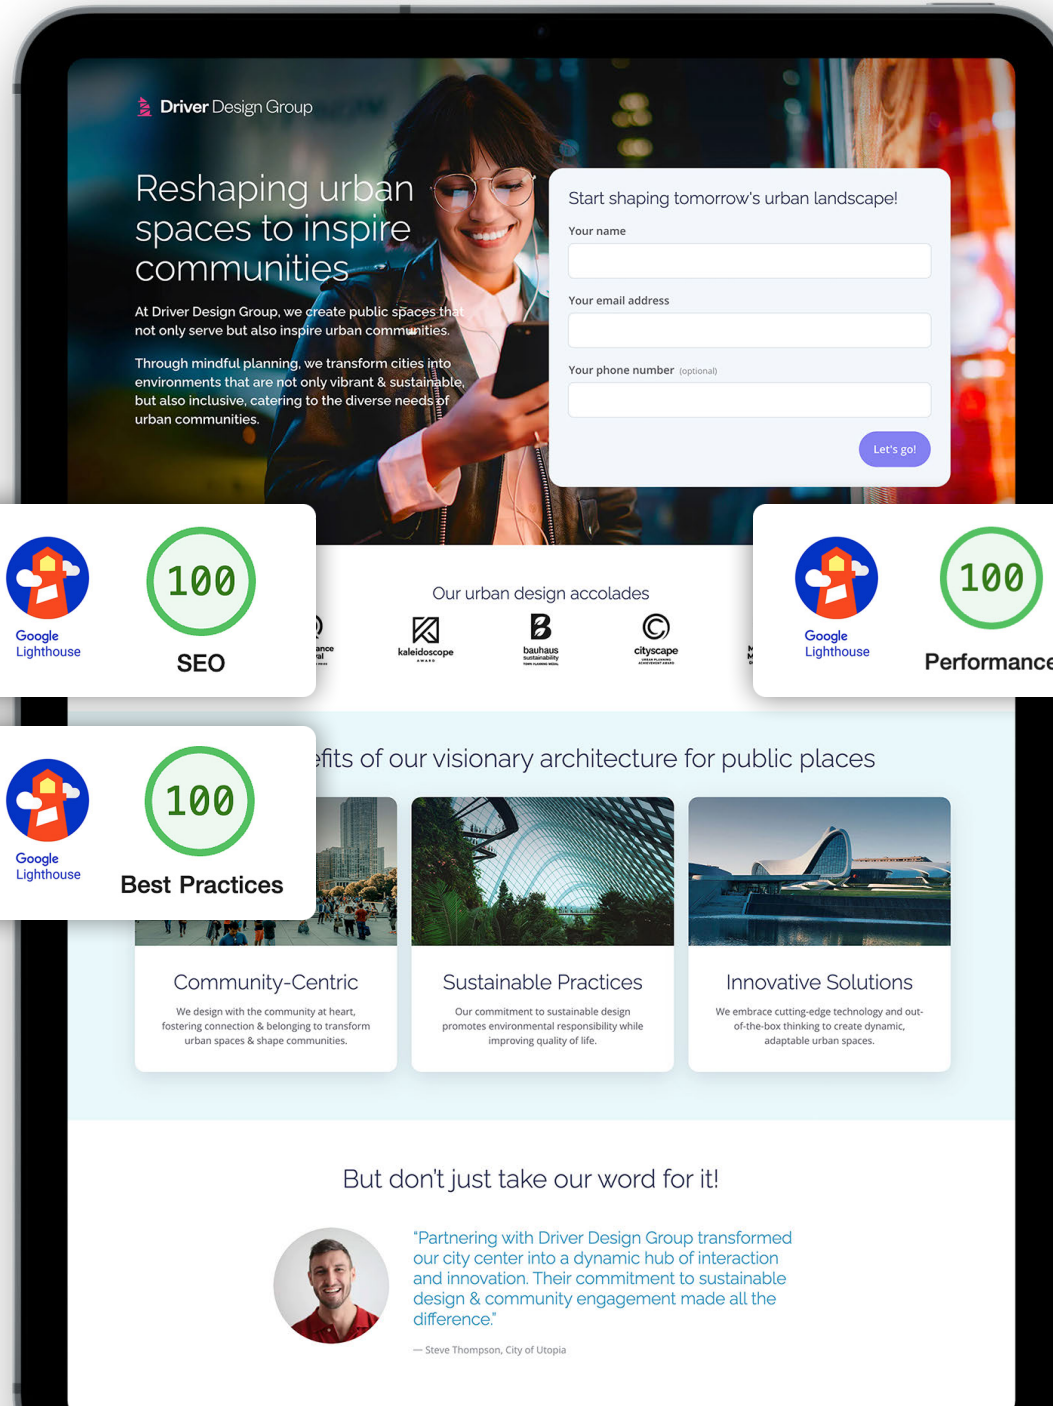 Driver Design Group
Reshaping urban
spaces to inspire
communities
At Driver Design Group, we create public spaces that
not only serve but also inspire urban communities.
Through mindful planning, we transform cities into
environments that are not only vibrant & sustainable,
but also inclusive, catering to the diverse needs of
urban communities.
Start shaping tomorrow's urban landscape!
Your name
Your email address
Your phone number (optional)
Let's go!
Google
Lighthouse
100
SEO
Google
Lighthouse
100
Performance
Our urban design accolades
kaleidoscope
AWARD
B
bauhaus
sustainability
TOWN PLANNING MEDAL
cityscape
URBAN PLANNING
ACHIEVEMENT AWARD
Google
Lighthouse
100
Best Practices
efits of our visionary architecture for public places
Community-Centric
We design with the community at heart,
fostering connection & belonging to transform
urban spaces & shape communities.
Sustainable Practices
Our commitment to sustainable design
promotes environmental responsibility while
improving quality of life.
Innovative Solutions
We embrace cutting-edge technology and out-
of-the-box thinking to create dynamic,
adaptable urban spaces.
But don't just take our word for it!
“Partnering with Driver Design Group transformed
our city center into a dynamic hub of interaction
and innovation. Their commitment to sustainable
design & community engagement made all the
difference.”
— Steve Thompson, City of Utopia